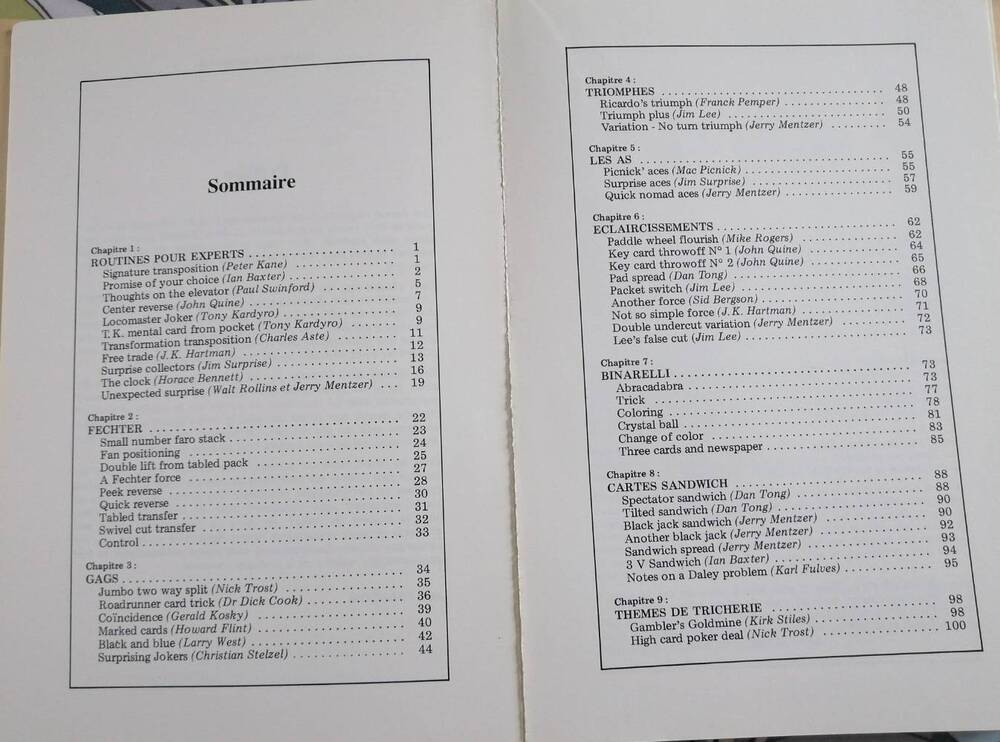 Sommaire
Chapitre 1 :
ROUTINES POUR EXPERTS . . . . . . . . . . 1
Signature transposition (Peter Kane) . . . . . . . . . . 1
Promise of your choice (Ian Baxter) . . . . . . . . . . 2
Thoughts on the elevator (Paul Swinford) . . . . . . . . . . 5
Center reverse (John Quine) . . . . . . . . . . 7
Locomaster Joker (Tony Kardyro) . . . . . . . . . . 9
T.K. mental card from pocket (Tony Kardyro) . . . . . . . . . . 9
Transformation transposition (Charles Aste) . . . . . . . . . . 11
Free trade (J.K. Hartman) . . . . . . . . . . 12
Surprise collectors (Jim Surprise) . . . . . . . . . . 13
The clock (Horace Bennett) . . . . . . . . . . 16
Unexpected surprise (Walt Rollins et Jerry Mentzer) . . . 19
Chapitre 2 :
FECHTER . . . . . . . . . . 22
Small number faro stack . . . . . . . . . . 23
Fan positioning . . . . . . . . . . 24
Double lift from tabled pack . . . . . . . . . . 25
A Fechter force . . . . . . . . . . 27
Peek reverse . . . . . . . . . . 28
Quick reverse . . . . . . . . . . 30
Tabled transfer . . . . . . . . . . 31
Swivel cut transfer . . . . . . . . . . 32
Control . . . . . . . . . . 33
Chapitre 3 :
GAGS . . . . . . . . . . 34
Jumbo two way split (Nick Trost) . . . . . . . . . . 35
Roadrunner card trick (Dr Dick Cook) . . . . . . . . . . 36
Coïncidence (Gerald Kosky) . . . . . . . . . . 39
Marked cards (Howard Flint) . . . . . . . . . . 40
Black and blue (Larry West) . . . . . . . . . . 42
Surprising Jokers (Christian Stelzel) . . . . . . . . . . 44
Chapitre 4 :
TRIOMPHES . . . . . . . . . . 48
Ricardo's triumph (Franck Pemper) . . . . . . . . . . 48
Triumph plus (Jim Lee) . . . . . . . . . . 50
Variation - No turn triumph (Jerry Mentzer) . . . . . . . . . 54
Chapitre 5 :
LES AS . . . . . . . . . . 55
Picnick' aces (Mac Picnick) . . . . . . . . . . 55
Surprise aces (Jim Surprise) . . . . . . . . . . 57
Quick nomad aces (Jerry Mentzer) . . . . . . . . . . 59
Chapitre 6 :
ECLAIRCISSEMENTS . . . . . . . . . . 62
Paddle wheel flourish (Mike Rogers) . . . . . . . . . . 62
Key card throwoff N° 1 (John Quine) . . . . . . . . . . 64
Key card throwoff N° 2 (John Quine) . . . . . . . . . . 65
Pad spread (Dan Tong) . . . . . . . . . . 66
Packet switch (Jim Lee) . . . . . . . . . . 68
Another force (Sid Bergson) . . . . . . . . . . 70
Not so simple force (J.K. Hartman) . . . . . . . . . . 71
Double undercut variation (Jerry Mentzer) . . . . . . . . . . 72
Lee's false cut (Jim Lee) . . . . . . . . . . 73
Chapitre 7 :
BINARELLI . . . . . . . . . . 73
Abracadabra . . . . . . . . . . 73
Trick . . . . . . . . . . 77
Coloring . . . . . . . . . . 78
Crystal ball . . . . . . . . . . 81
Change of color . . . . . . . . . . 83
Three cards and newspaper . . . . . . . . . . 85
Chapitre 8 :
CARTES SANDWICH . . . . . . . . . . 88
Spectator sandwich (Dan Tong) . . . . . . . . . . 88
Tilted sandwich (Dan Tong) . . . . . . . . . . 90
Black jack sandwich (Jerry Mentzer) . . . . . . . . . . 90
Another black jack (Jerry Mentzer) . . . . . . . . . . 92
Sandwich spread (Jerry Mentzer) . . . . . . . . . . 93
3 V Sandwich (Ian Baxter) . . . . . . . . . . 94
Notes on a Daley problem (Karl Fulves) . . . . . . . . . . 95
Chapitre 9 :
THEMES DE TRICHERIE . . . . . . . . . . 98
Gambler's Goldmine (Kirk Stiles) . . . . . . . . . . 98
High card poker deal (Nick Trost) . . . . . . . . . . 100